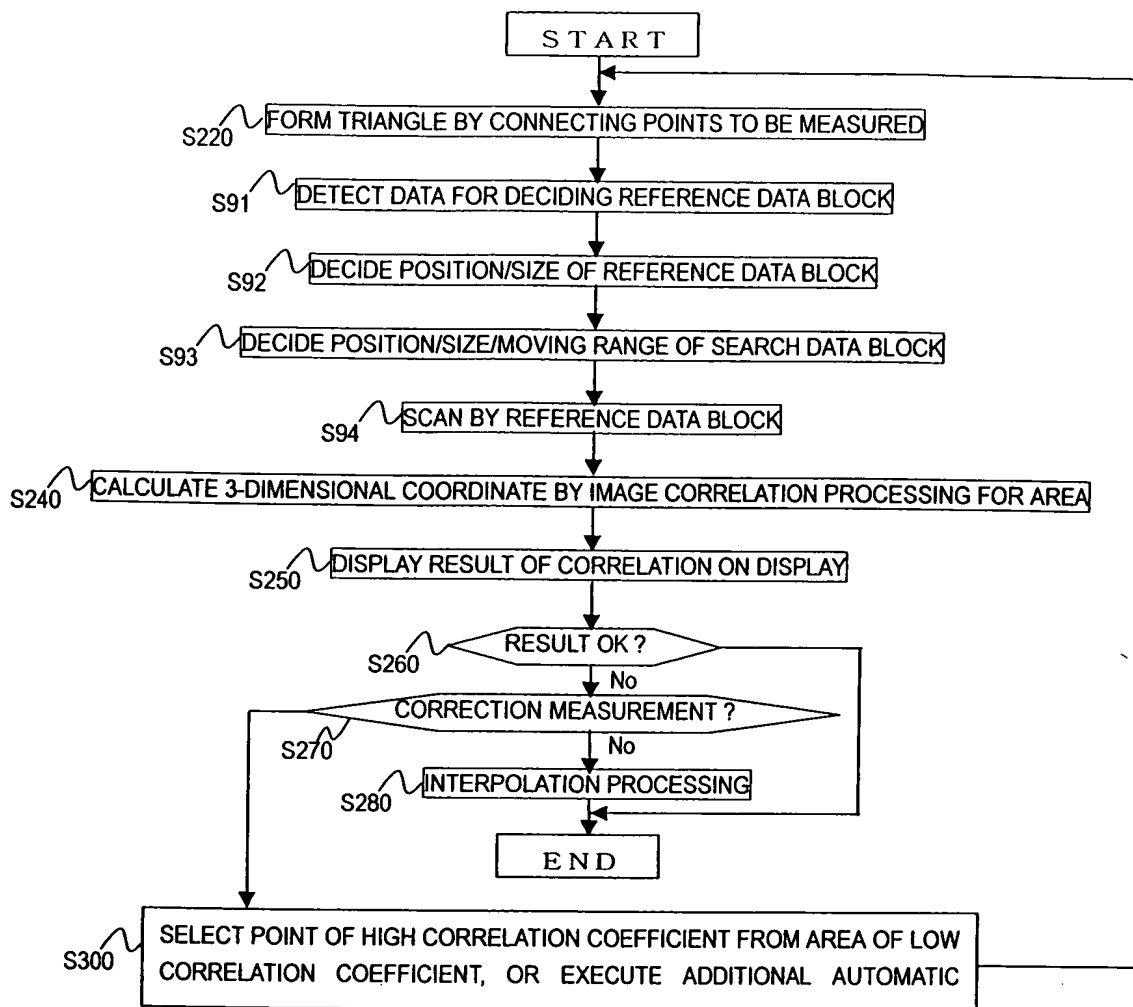 START
S220
FORM TRIANGLE BY CONNECTING POINTS TO BE MEASURED
S91
DETECT DATA FOR DECIDING REFERENCE DATA BLOCK
S92
DECIDE POSITION/SIZE OF REFERENCE DATA BLOCK
S93
DECIDE POSITION/SIZE/MOVING RANGE OF SEARCH DATA BLOCK
S94
SCAN BY REFERENCE DATA BLOCK
S240
CALCULATE 3-DIMENSIONAL COORDINATE BY IMAGE CORRELATION PROCESSING FOR AREA
S250
DISPLAY RESULT OF CORRELATION ON DISPLAY
S260
RESULT OK ?
No
S270
CORRECTION MEASUREMENT ?
No
S280
INTERPOLATION PROCESSING
END
S300
SELECT POINT OF HIGH CORRELATION COEFFICIENT FROM AREA OF LOW
CORRELATION COEFFICIENT, OR EXECUTE ADDITIONAL AUTOMATIC